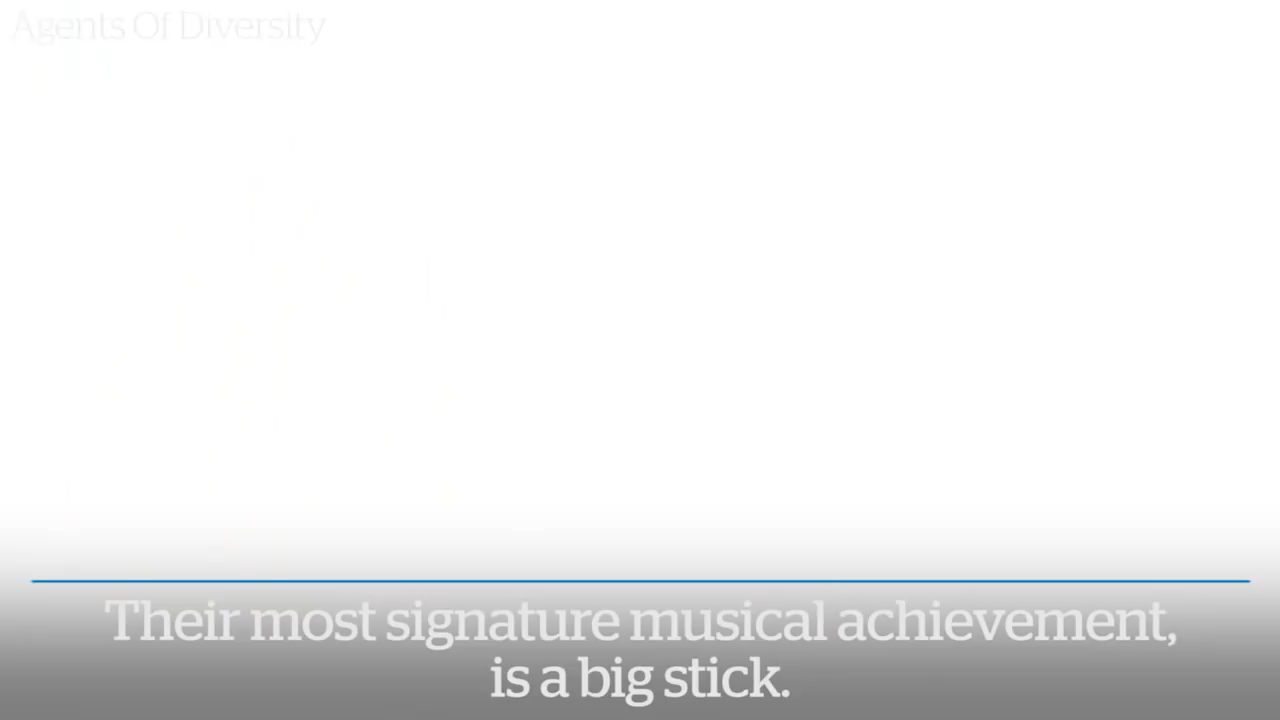 Agents Of Diversity
Their most signature musical achievement,
is a big stick.